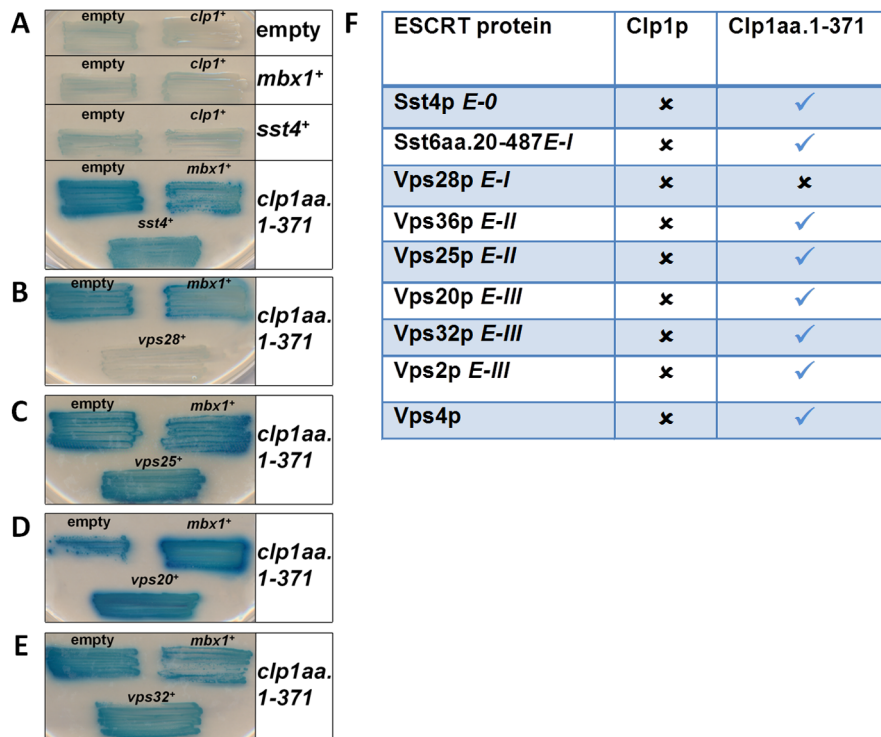 A
empty
clp1+
empty
empty
clp1+
mbx1+
empty
clp1+
sst4+
empty
mbx1+
sst4+
clp1aa.
1-371
B
empty
mbx1+
vps28+
clp1aa.
1-371
C
empty
mbx1+
vps25+
clp1aa.
1-371
D
empty
mbx1+
vps20+
clp1aa.
1-371
E
empty
mbx1+
vps32+
clp1aa.
1-371
F
ESCRT protein Clp1p Clp1aa.1-371
Sst4p E-0 ✘ ✓
Sst6aa.20-487E-I ✘ ✓
Vps28p E-I ✘ ✘
Vps36p E-II ✘ ✓
Vps25p E-II ✘ ✓
Vps20p E-III ✘ ✓
Vps32p E-III ✘ ✓
Vps2p E-III ✘ ✓
Vps4p ✘ ✓